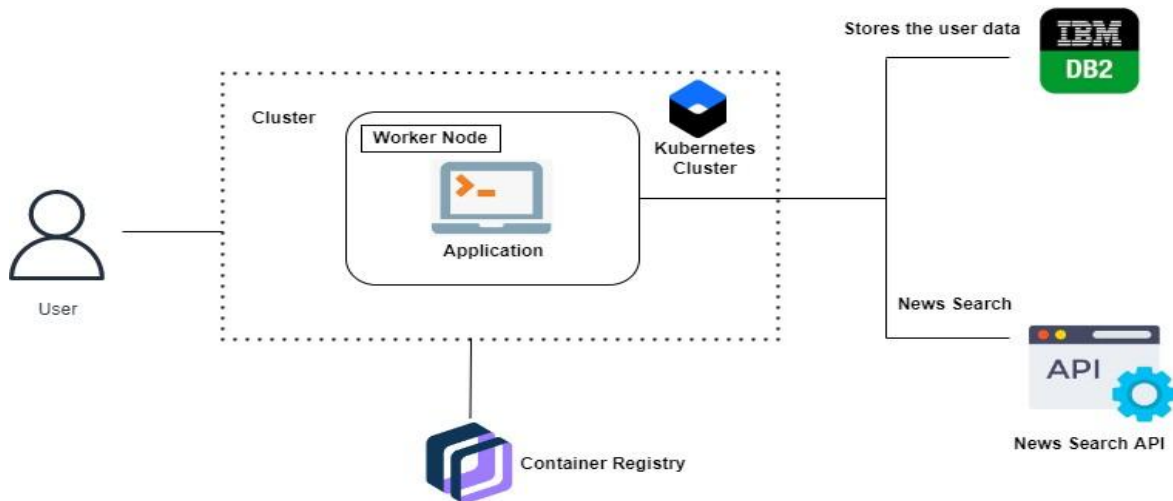 Stores the user data
IBM
DB2
Cluster
Worker Node
Kubernetes
Cluster
Application
User
News Search
API
Container Registry
News Search API